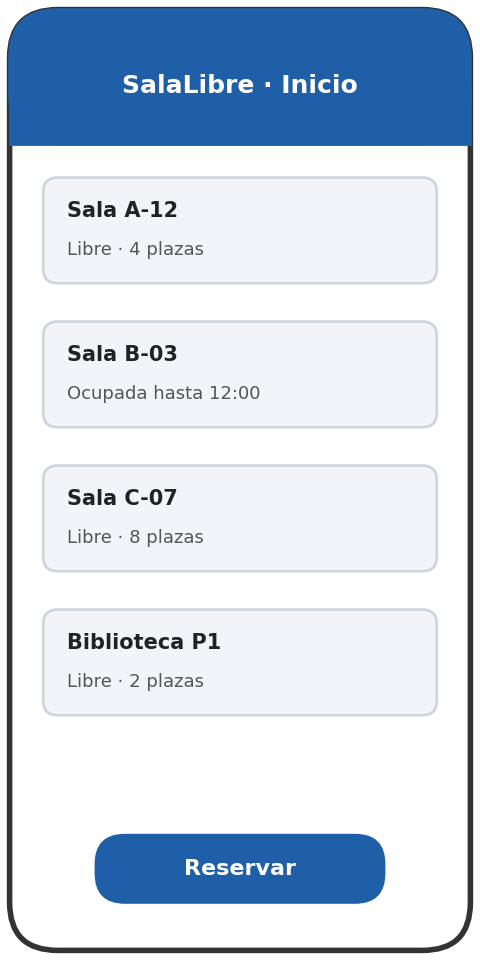 SalaLibre · Inicio
Sala A-12
Libre · 4 plazas
Sala B-03
Ocupada hasta 12:00
Sala C-07
Libre · 8 plazas
Biblioteca P1
Libre · 2 plazas
Reservar